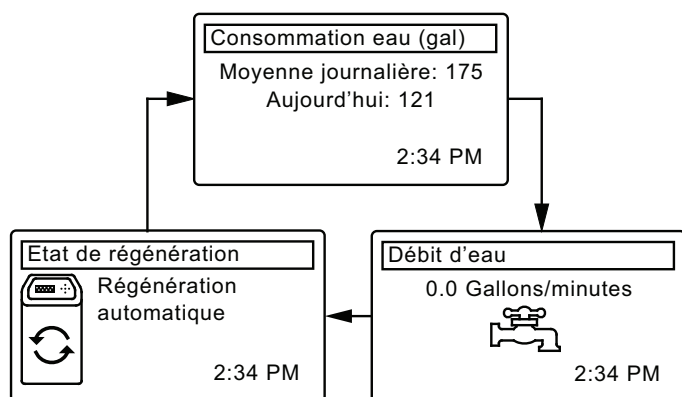 Consommation eau (gal)
Moyenne journalière: 175
Aujourd'hui: 121
2:34 PM
Etat de régénération
Régénération
automatique
2:34 PM
Débit d'eau
0.0 Gallons/minutes
2:34 PM